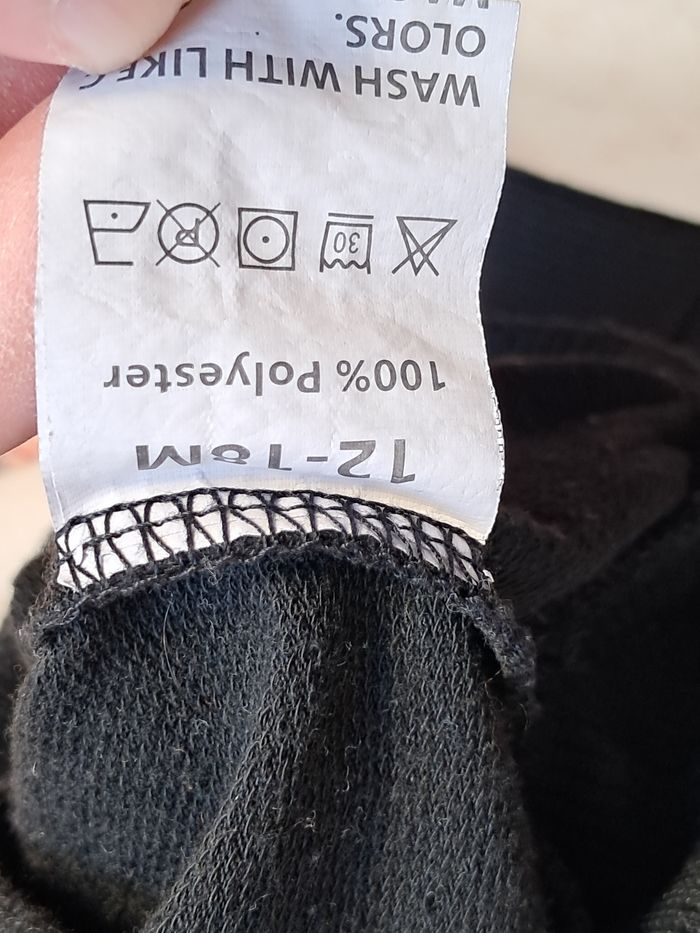 12-18M
100% Polyester
30
WASH WITH LIKE C
OLORS.